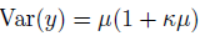 Var(y) = μ(1 + κμ)